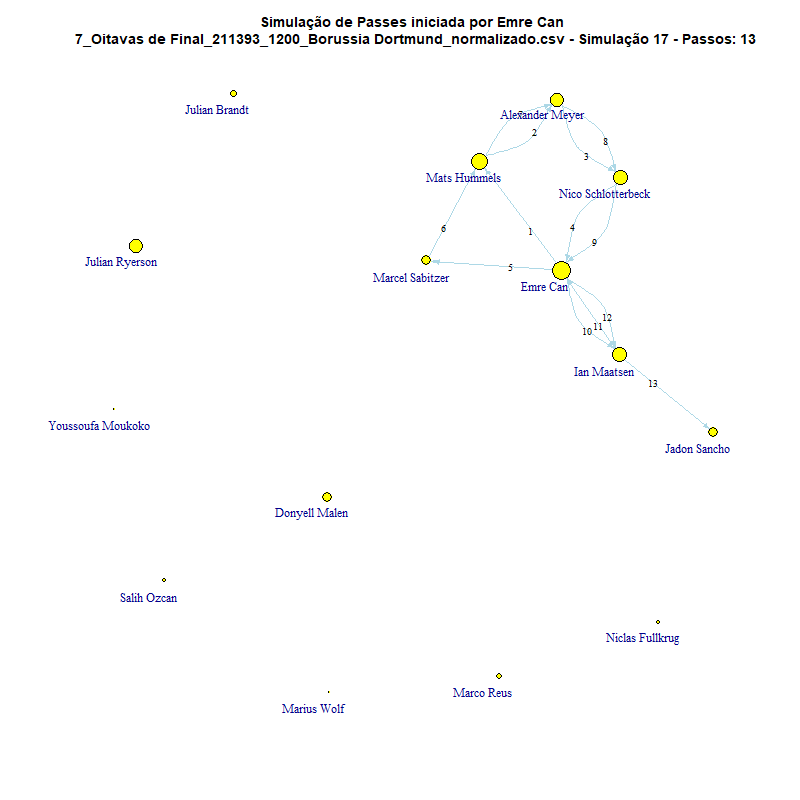 Simulação de Passes iniciada por Emre Can
7_Oitavas de Final_211393_1200_Borussia Dortmund_normalizado.csv - Simulação 17 - Passos: 13
Julian Brandt
Alexander Meyer
2
8
3
Mats Hummels
Nico Schlotterbeck
6
1
4
9
Julian Ryerson
Marcel Sabitzer
5
Emre Can
12
11
10
Ian Maatsen
13
Youssoufa Moukoko
Jadon Sancho
Donyell Malen
Salih Ozcan
Niclas Fullkrug
Marco Reus
Marius Wolf